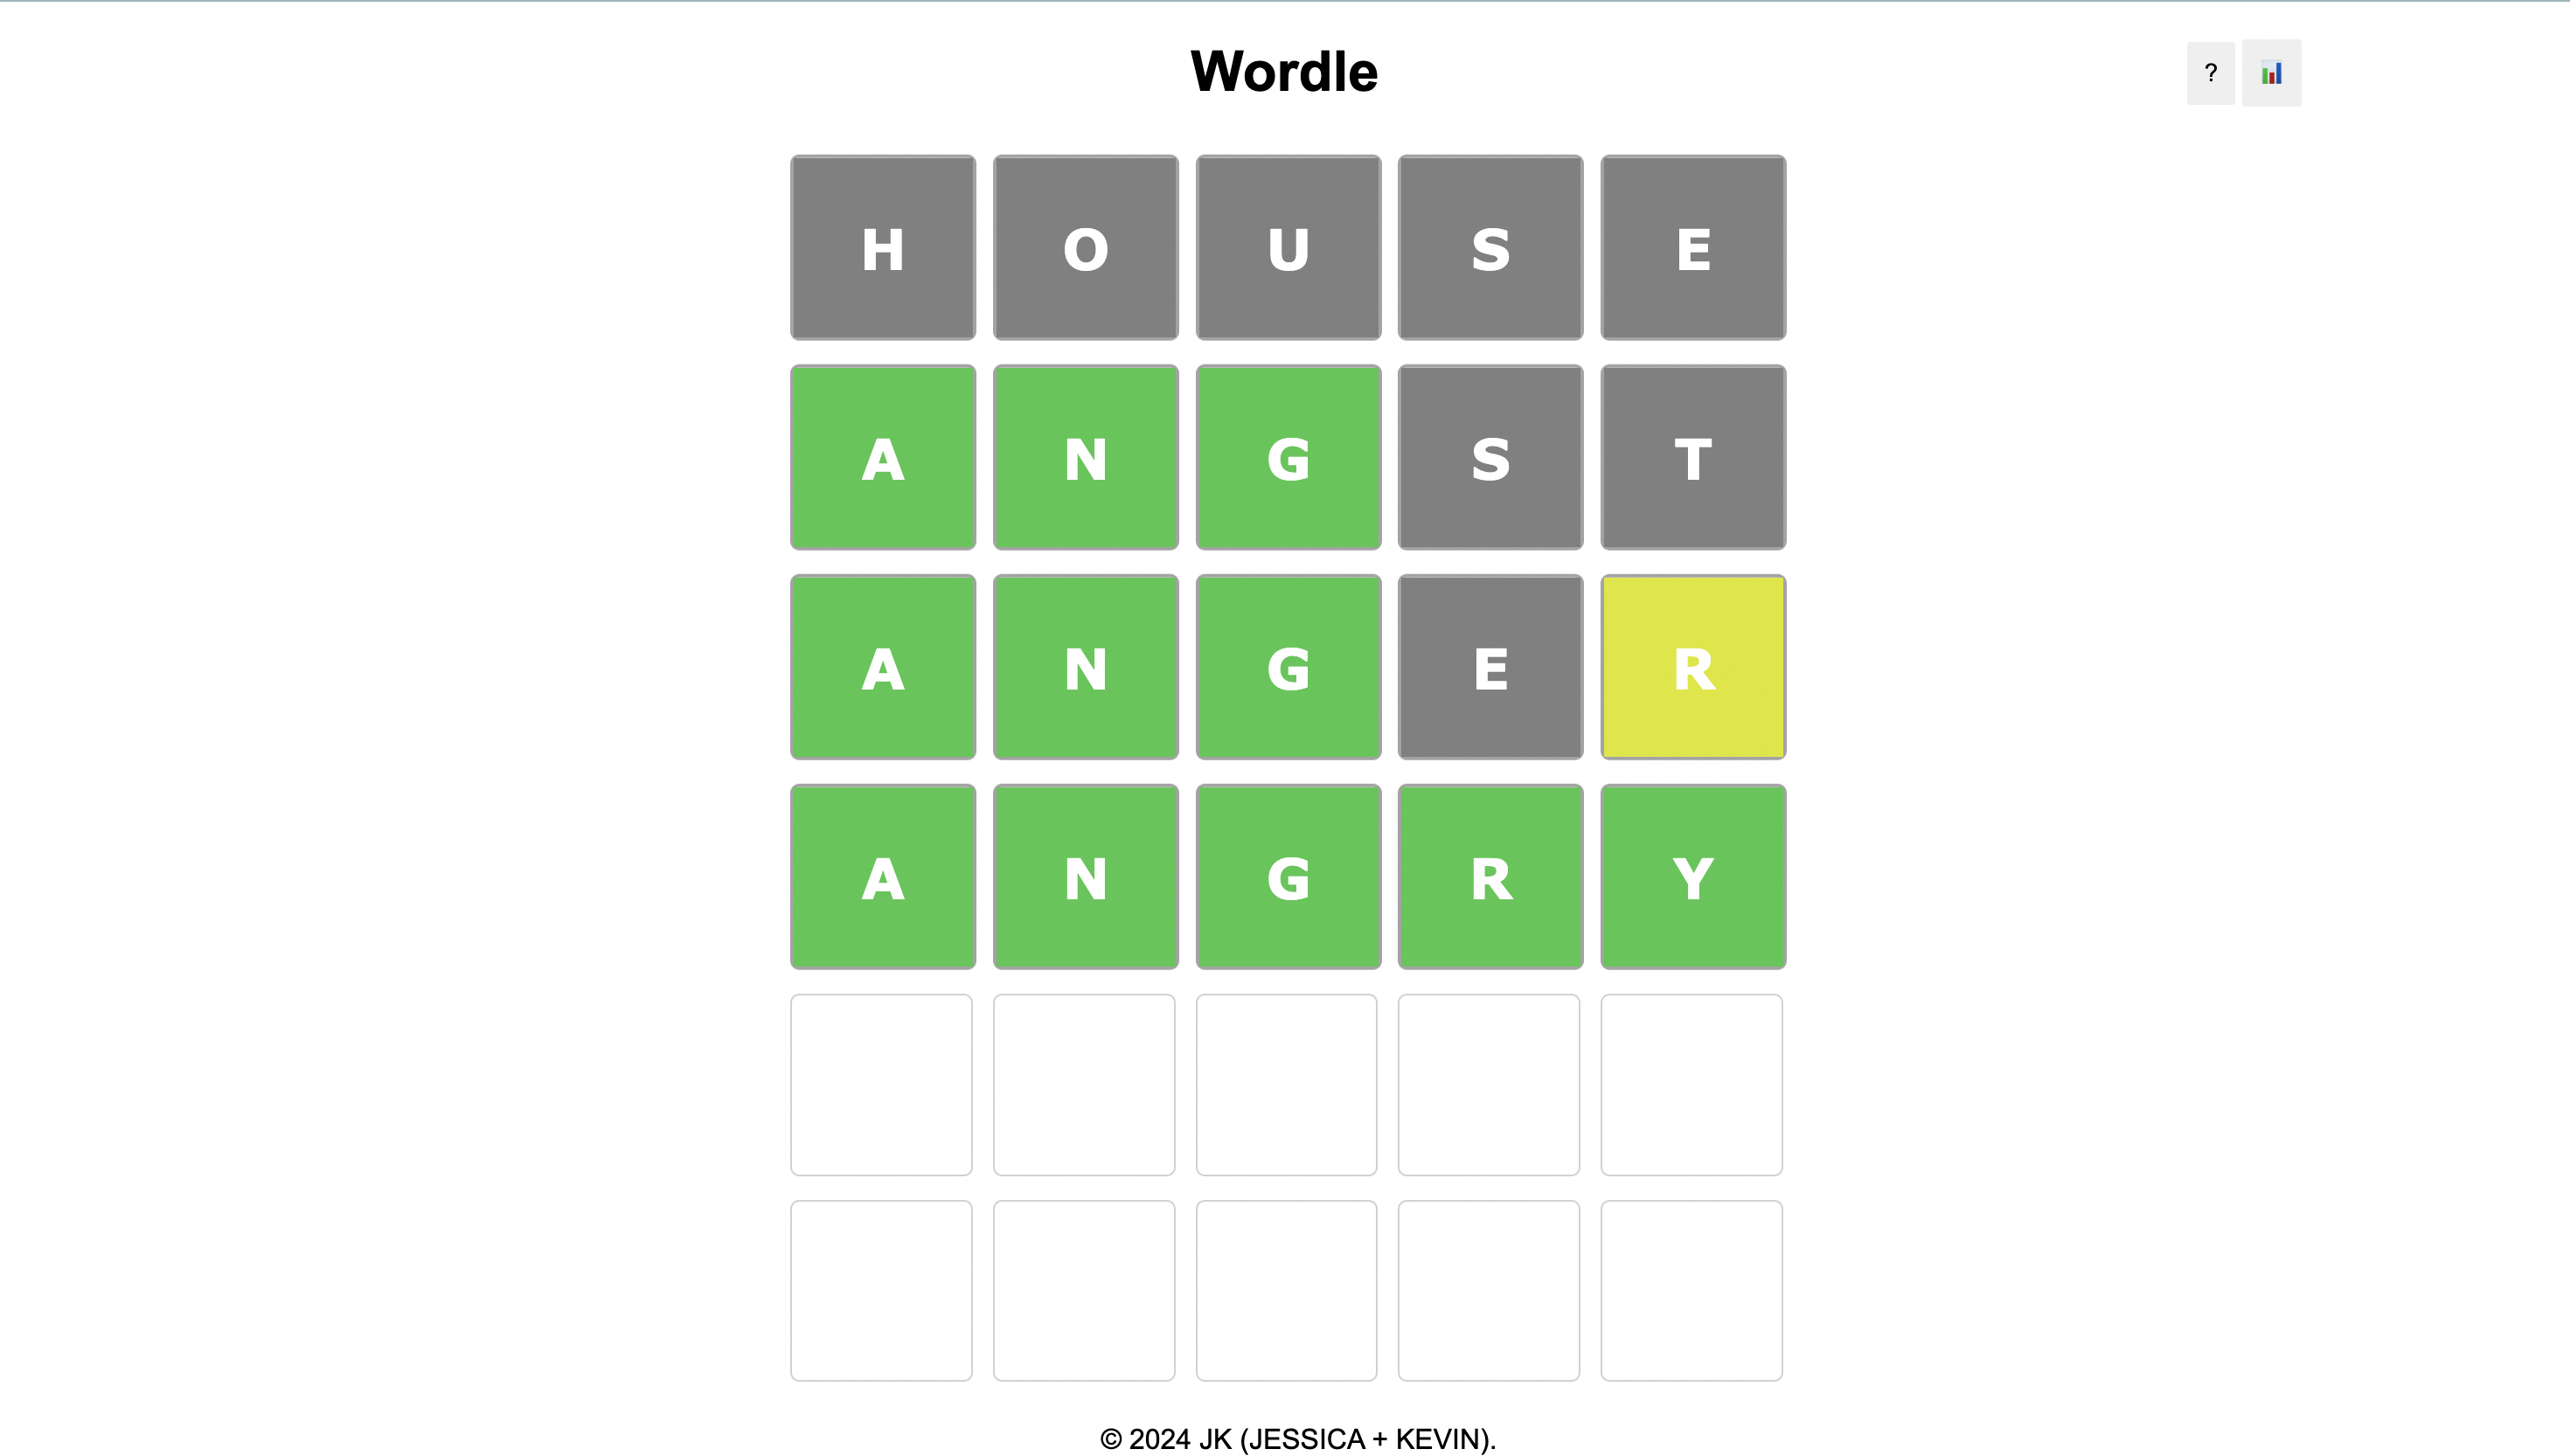 Wordle
?
H O U S E
A N G S T
A N G E R
A N G R Y
© 2024 JK (JESSICA + KEVIN).